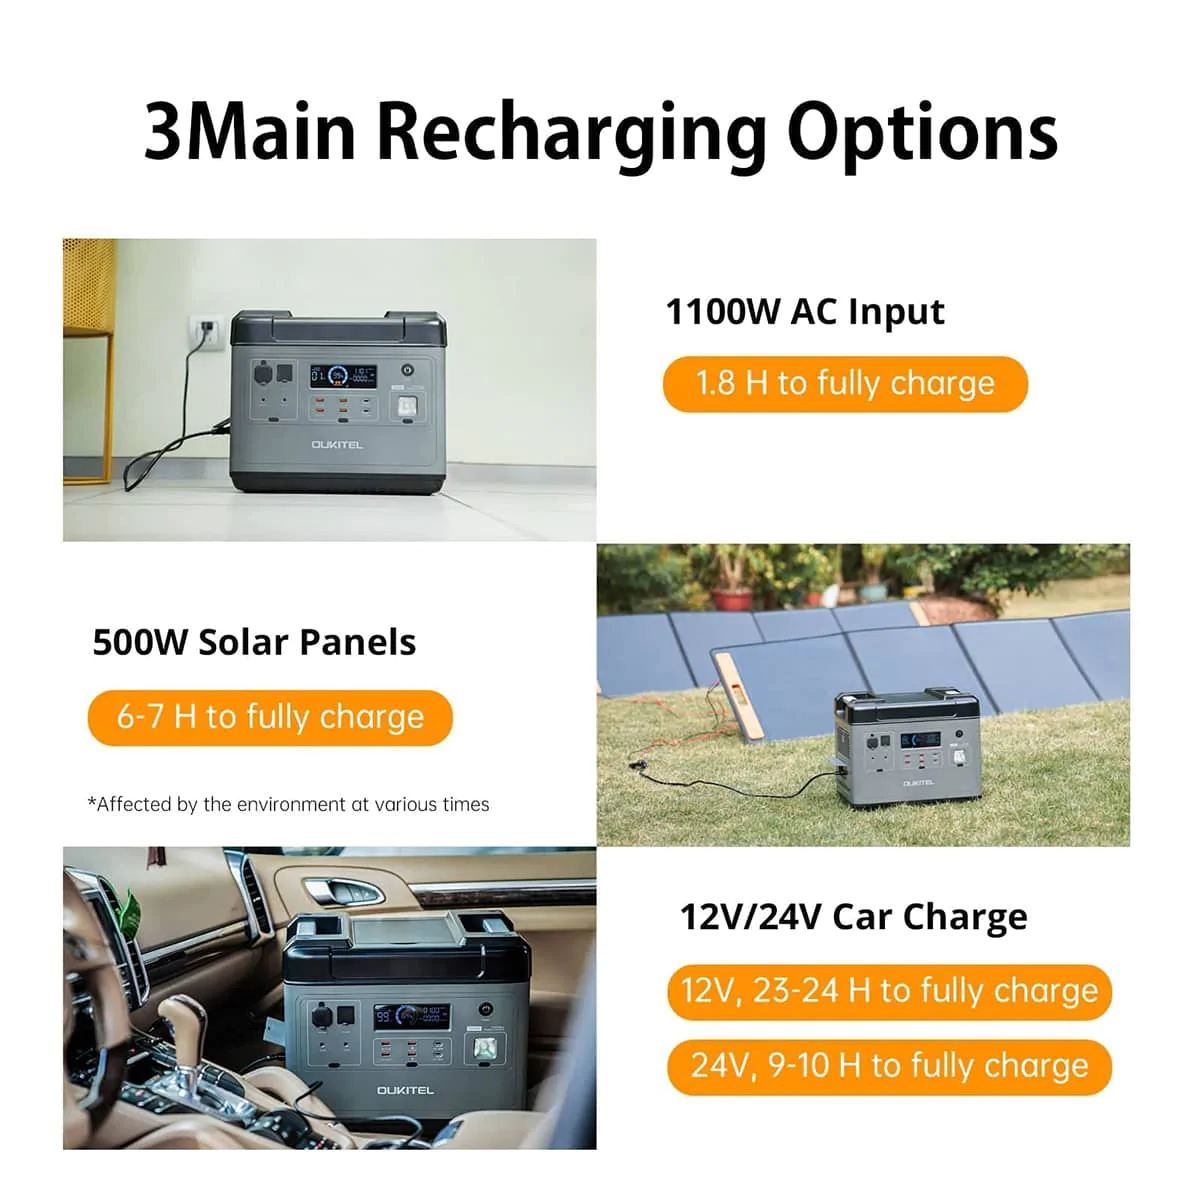 3Main Recharging Options
1100W AC Input
1.8 H to fully charge
OUKITEL
500W Solar Panels
6-7 H to fully charge
*Affected by the environment at various times
OUKITEL
12V/24V Car Charge
12V, 23-24 H to fully charge
24V, 9-10 H to fully charge
99
OUKITEL